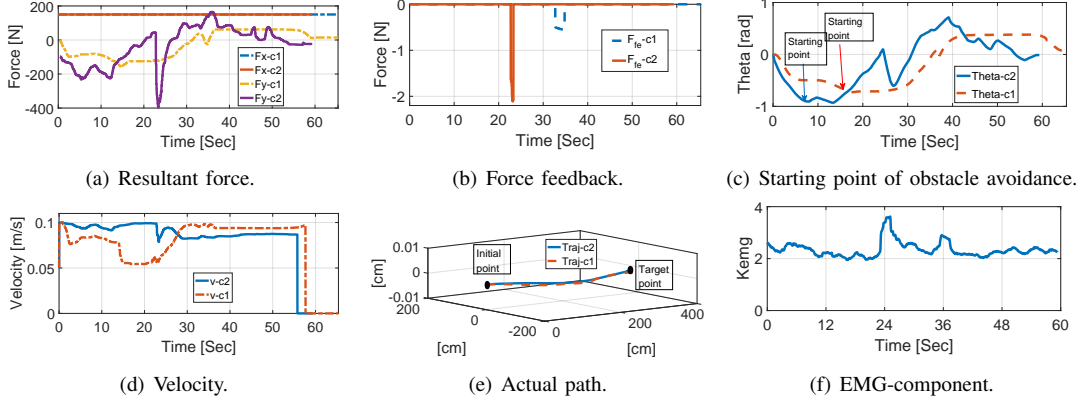 200
0
-200
-400
Force [N]
Fx-c1
Fx-c2
Fy-c1
Fy-c2
0 10 20 30 40 50 60
Time [Sec]
(a) Resultant force.
0
-1
-2
Force [N]
F_fe-c1
F_fe-c2
0 10 20 30 40 50 60
Time [Sec]
(b) Force feedback.
1
0
-1
Theta [rad]
Starting point
Starting point
Theta-c2
Theta-c1
0 10 20 30 40 50 60
Time [Sec]
(c) Starting point of obstacle avoidance.
0.1
0.05
0
Velocity [m/s]
v-c2
v-c1
0 10 20 30 40 50 60
Time [Sec]
(d) Velocity.
0.01
0
-0.01
[cm]
Initial point
Traj-c2
Traj-c1
Target point
200
0
-200
[cm]
0
200
400
[cm]
(e) Actual path.
4
2
0
Kemg
0 12 24 36 48 60
Time [Sec]
(f) EMG-component.